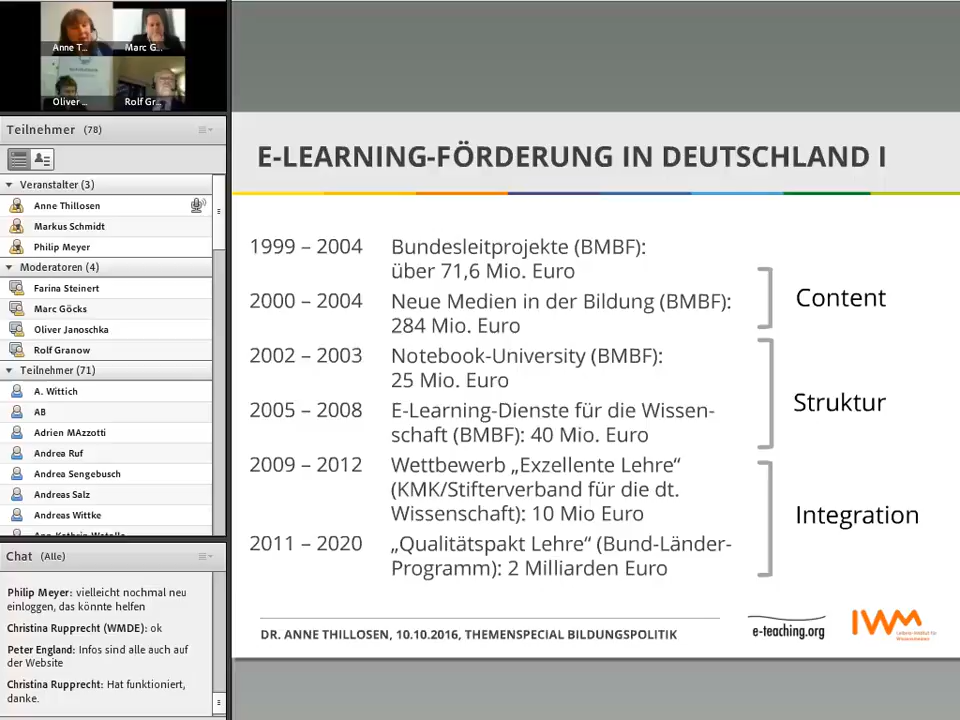 Anne T...
Marc G...
Oliver ...
Rolf Gr...
Teilnehmer (78)
Veranstalter (3)
Anne Thillosen
Markus Schmidt
Philip Meyer
Moderatoren (4)
Farina Steinert
Marc Göcks
Oliver Janoschka
Rolf Granow
Teilnehmer (71)
A. Wittich
AB
Adrien MAzzotti
Andrea Ruf
Andrea Sengebusch
Andreas Salz
Andreas Wittke
Chat (Alle)
Philip Meyer: vielleicht nochmal neu
einloggen, das könnte helfen
Christina Rupprecht (WMDE): ok
Peter England: Infos sind alle auch auf
der Website
Christina Rupprecht: Hat funktioniert,
danke.
E-LEARNING-FÖRDERUNG IN DEUTSCHLAND I
1999 – 2004 Bundesleitprojekte (BMBF):
über 71,6 Mio. Euro
2000 – 2004 Neue Medien in der Bildung (BMBF):
284 Mio. Euro
Content
2002 – 2003 Notebook-University (BMBF):
25 Mio. Euro
2005 – 2008 E-Learning-Dienste für die Wissen-
schaft (BMBF): 40 Mio. Euro
Struktur
2009 – 2012 Wettbewerb „Exzellente Lehre“
(KMK/Stifterverband für die dt.
Wissenschaft): 10 Mio Euro
2011 – 2020 „Qualitätspakt Lehre“ (Bund-Länder-
Programm): 2 Milliarden Euro
Integration
DR. ANNE THILLOSEN, 10.10.2016, THEMENSPECIAL BILDUNGSPOLITIK
e-teaching.org
IWM